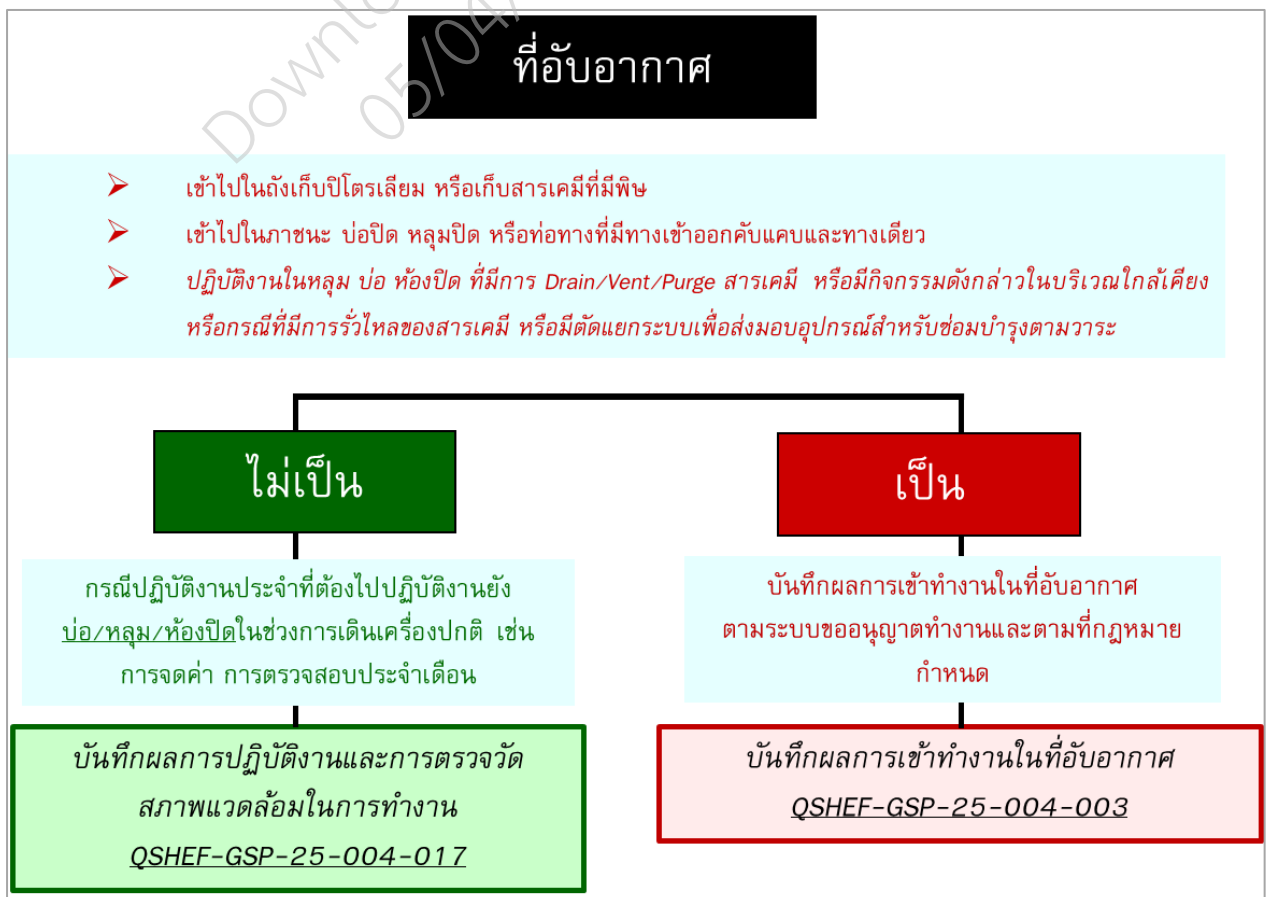 Downlo
05/04/
ที่อับอากาศ
➢ เข้าไปในถังเก็บปิโตรเลียม หรือเก็บสารเคมีที่มีพิษ
➢ เข้าไปในภาชนะ บ่อปิด หลุมปิด หรือท่อทางที่มีทางเข้าออกคับแคบและทางเดียว
➢ ปฏิบัติงานในหลุม บ่อ ห้องปิด ที่มีการ Drain/Vent/Purge สารเคมี หรือมีกิจกรรมดังกล่าวในบริเวณใกล้เคียง
หรือกรณีที่มีการรั่วไหลของสารเคมี หรือมีตัดแยกระบบเพื่อส่งมอบอุปกรณ์สำหรับซ่อมบำรุงตามวาระ
ไม่เป็น
กรณีปฏิบัติงานประจำที่ต้องไปปฏิบัติงานยัง
บ่อ/หลุม/ห้องปิดในช่วงการเดินเครื่องปกติ เช่น
การจดค่า การตรวจสอบประจำเดือน
บันทึกผลการปฏิบัติงานและการตรวจวัด
สภาพแวดล้อมในการทำงาน
QSHEF-GSP-25-004-017
เป็น
บันทึกผลการเข้าทำงานในที่อับอากาศ
ตามระบบขออนุญาตทำงานและตามที่กฎหมาย
กำหนด
บันทึกผลการเข้าทำงานในที่อับอากาศ
QSHEF-GSP-25-004-003